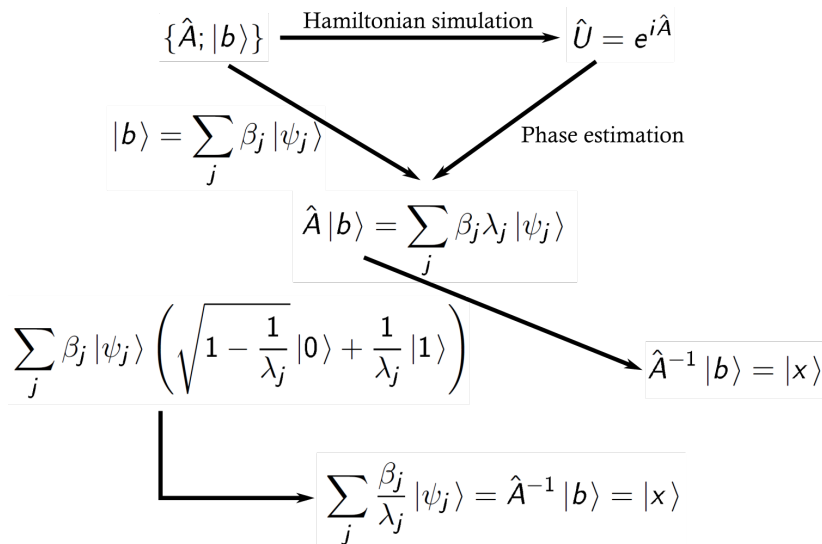 {Â; |b⟩}
Hamiltonian simulation
Û = e^{iÂ}
|b⟩ = ∑_j β_j |ψ_j⟩
Phase estimation
Â |b⟩ = ∑_j β_j λ_j |ψ_j⟩
∑_j β_j |ψ_j⟩ (√(1 − 1/λ_j) |0⟩ + 1/λ_j |1⟩)
Â^{−1} |b⟩ = |x⟩
∑_j β_j/λ_j |ψ_j⟩ = Â^{−1} |b⟩ = |x⟩